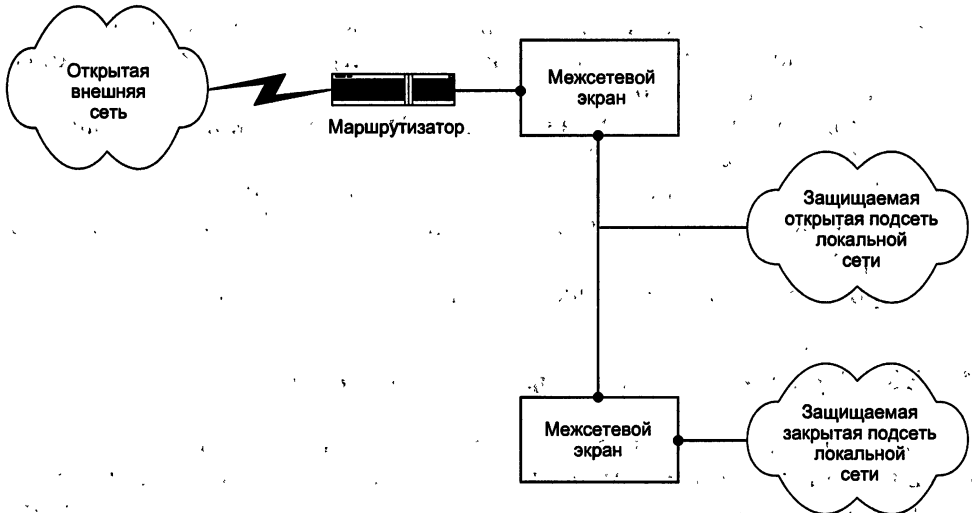 Открытая
внешняя
сеть
Маршрутизатор
Межсетевой
экран
Защищаемая
открытая подсеть
локальной
сети
Межсетевой
экран
Защищаемая
закрытая подсеть
локальной
сети